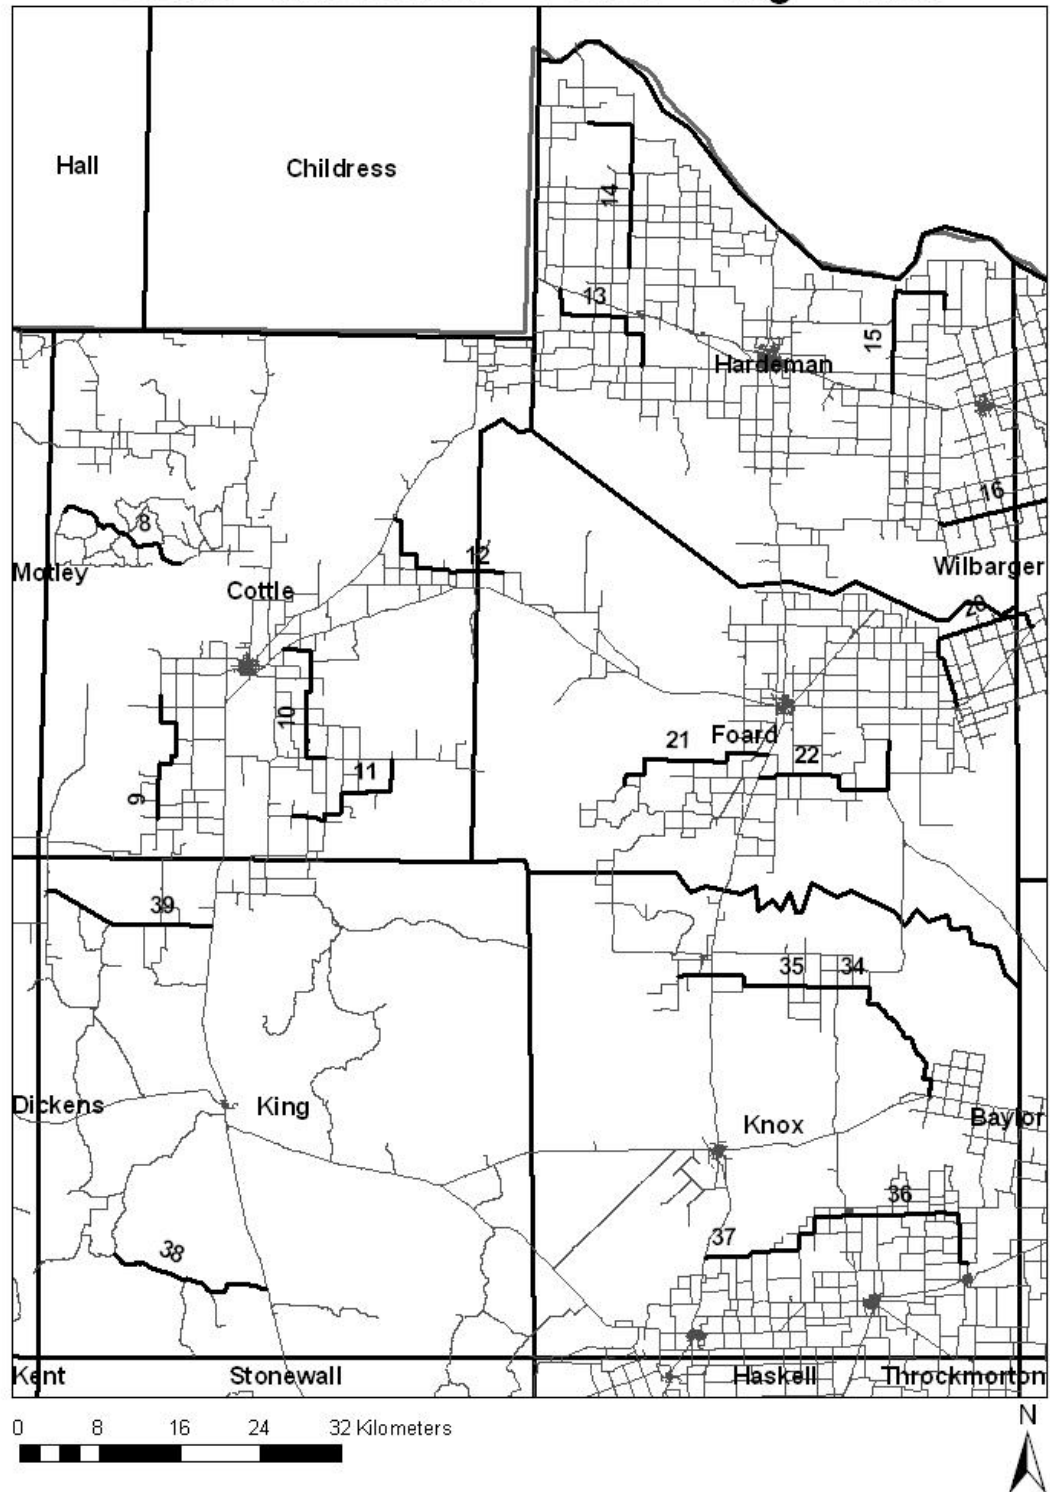 Hall
Childress
14
13
15
Hardeman
16
8
12
Motley
Cottle
Wilbarger
20
10
21
Foard
22
11
9
39
35
34
Dickens
King
Knox
Baylor
36
37
38
Kent
Stonewall
Haskell
Throckmorton
0 8 16 24 32 Kilometers
N